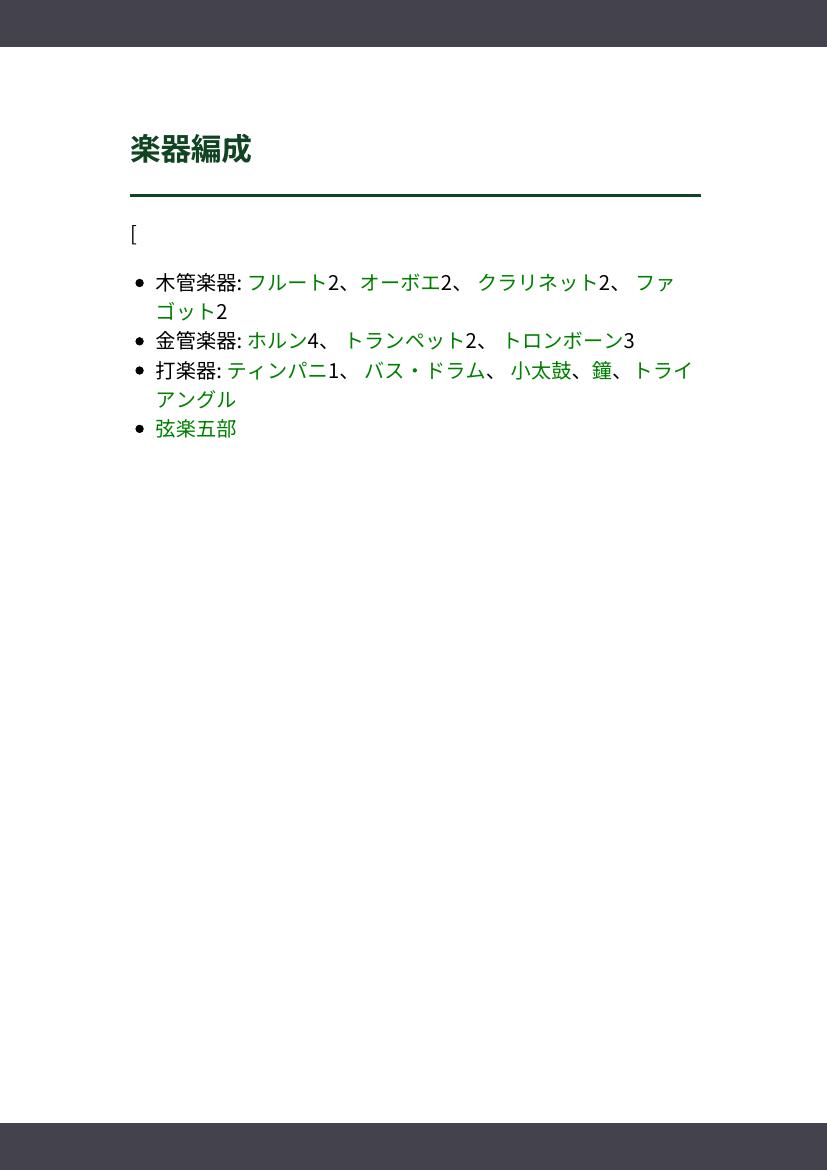 楽器編成
[
木管楽器: フルート2、オーボエ2、 クラリネット2、 ファ
ゴット2
金管楽器: ホルン4、 トランペット2、 トロンボーン3
打楽器: ティンパニ1、 バス・ドラム、 小太鼓、鐘、トライ
アングル
弦楽五部